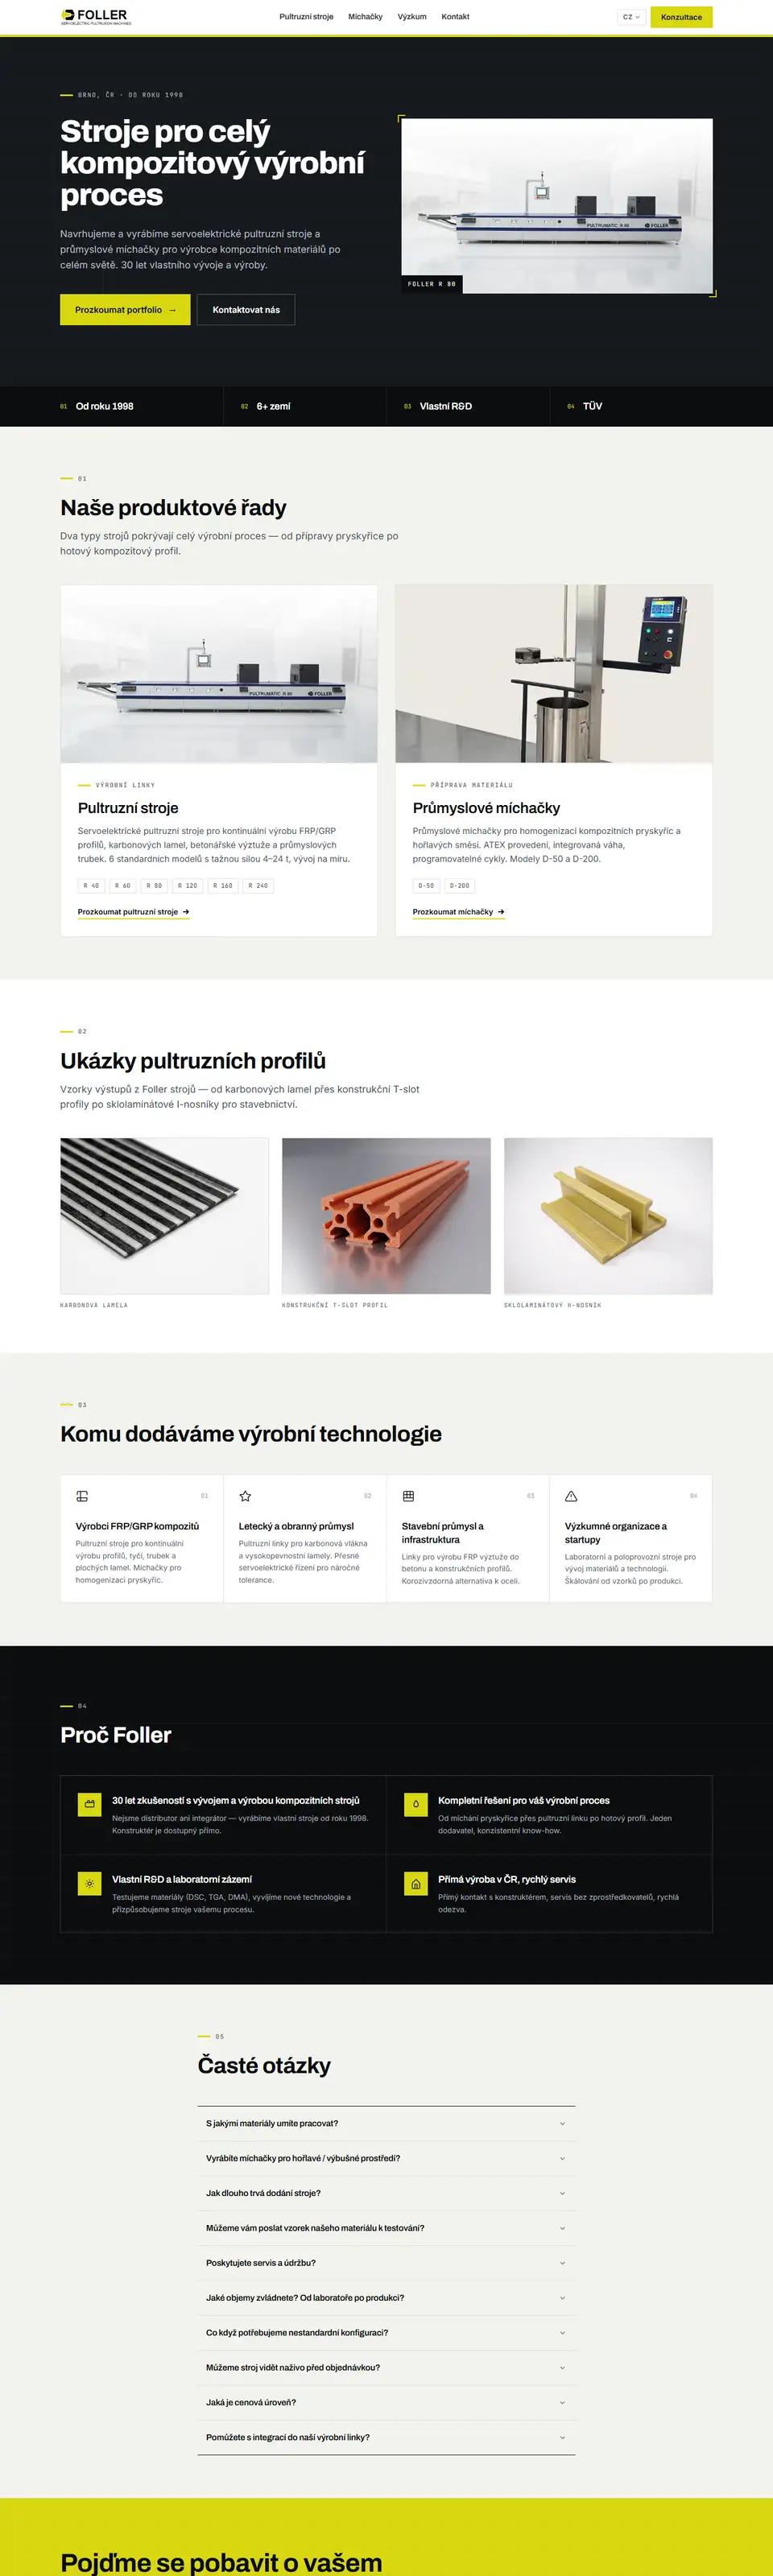 FOLLER
SERVOELECTRIC PULTRUSION MACHINES
Pultruzní stroje
Míchačky
Výzkum
Kontakt
CZ
Konzultace
BRNO, ČR · OD ROKU 1998
Stroje pro celý
kompozitový výrobní
proces
Navrhujeme a vyrábíme servoelektrické pultruzní stroje a
průmyslové míchačky pro výrobce kompozitních materiálů po
celém světě. 30 let vlastního vývoje a výroby.
Prozkoumat portfolio →
Kontaktovat nás
PULTRUMATIC R 80 FOLLER
FOLLER R 80
01 Od roku 1998
02 6+ zemí
03 Vlastní R&D
04 TÜV
01
Naše produktové řady
Dva typy strojů pokrývají celý výrobní proces — od přípravy pryskyřice po
hotový kompozitový profil.
PULTRUMATIC R 80 FOLLER
VÝROBNÍ LINKY
Pultruzní stroje
Servoelektrické pultruzní stroje pro kontinuální výrobu FRP/GRP
profilů, karbonových lamel, betonářské výztuže a průmyslových
trubek. 6 standardních modelů s tažnou silou 4–24 t, vývoj na míru.
R 40 R 60 R 80 R 120 R 160 R 240
Prozkoumat pultruzní stroje →
PŘÍPRAVA MATERIÁLU
Průmyslové míchačky
Průmyslové míchačky pro homogenizaci kompozitních pryskyřic a
hořlavých směsí. ATEX provedení, integrovaná váha,
programovatelné cykly. Modely D-50 a D-200.
D-50 D-200
Prozkoumat míchačky →
02
Ukázky pultruzních profilů
Vzorky výstupů z Foller strojů — od karbonových lamel přes konstrukční T-slot
profily po sklolaminátové I-nosníky pro stavebnictví.
KARBONOVÁ LAMELA
KONSTRUKČNÍ T-SLOT PROFIL
SKLOLAMINÁTOVÝ H-NOSNÍK
03
Komu dodáváme výrobní technologie
01
Výrobci FRP/GRP kompozitů
Pultruzní stroje pro kontinuální
výrobu profilů, tyčí, trubek a
plochých lamel. Míchačky pro
homogenizaci pryskyřic.
02
Letecký a obranný průmysl
Pultruzní linky pro karbonová vlákna
a vysokopevnostní lamely. Přesné
servoelektrické řízení pro náročné
tolerance.
03
Stavební průmysl a
infrastruktura
Linky pro výrobu FRP výztuže do
betonu a konstrukčních profilů.
Korozivzdorná alternativa k oceli.
04
Výzkumné organizace a
startupy
Laboratorní a poloprovozní stroje pro
vývoj materiálů a technologií.
Škálování od vzorků po produkci.
04
Proč Foller
30 let zkušeností s vývojem a výrobou kompozitních strojů
Nejsme distributor ani integrátor — vyrábíme vlastní stroje od roku 1998.
Konstruktér je dostupný přímo.
Kompletní řešení pro váš výrobní proces
Od míchání pryskyřice přes pultruzní linku po hotový profil. Jeden
dodavatel, konzistentní know-how.
Vlastní R&D a laboratorní zázemí
Testujeme materiály (DSC, TGA, DMA), vyvíjíme nové technologie a
přizpůsobujeme stroje vašemu procesu.
Přímá výroba v ČR, rychlý servis
Přímý kontakt s konstruktérem, servis bez zprostředkovatelů, rychlá
odezva.
05
Časté otázky
S jakými materiály umíte pracovat?
Vyrábíte míchačky pro hořlavé / výbušné prostředí?
Jak dlouho trvá dodání stroje?
Můžeme vám poslat vzorek našeho materiálu k testování?
Poskytujete servis a údržbu?
Jaké objemy zvládnete? Od laboratoře po produkci?
Co když potřebujeme nestandardní konfiguraci?
Můžeme stroj vidět naživo před objednávkou?
Jaká je cenová úroveň?
Pomůžete s integrací do naší výrobní linky?
Pojďme se pobavit o vašem